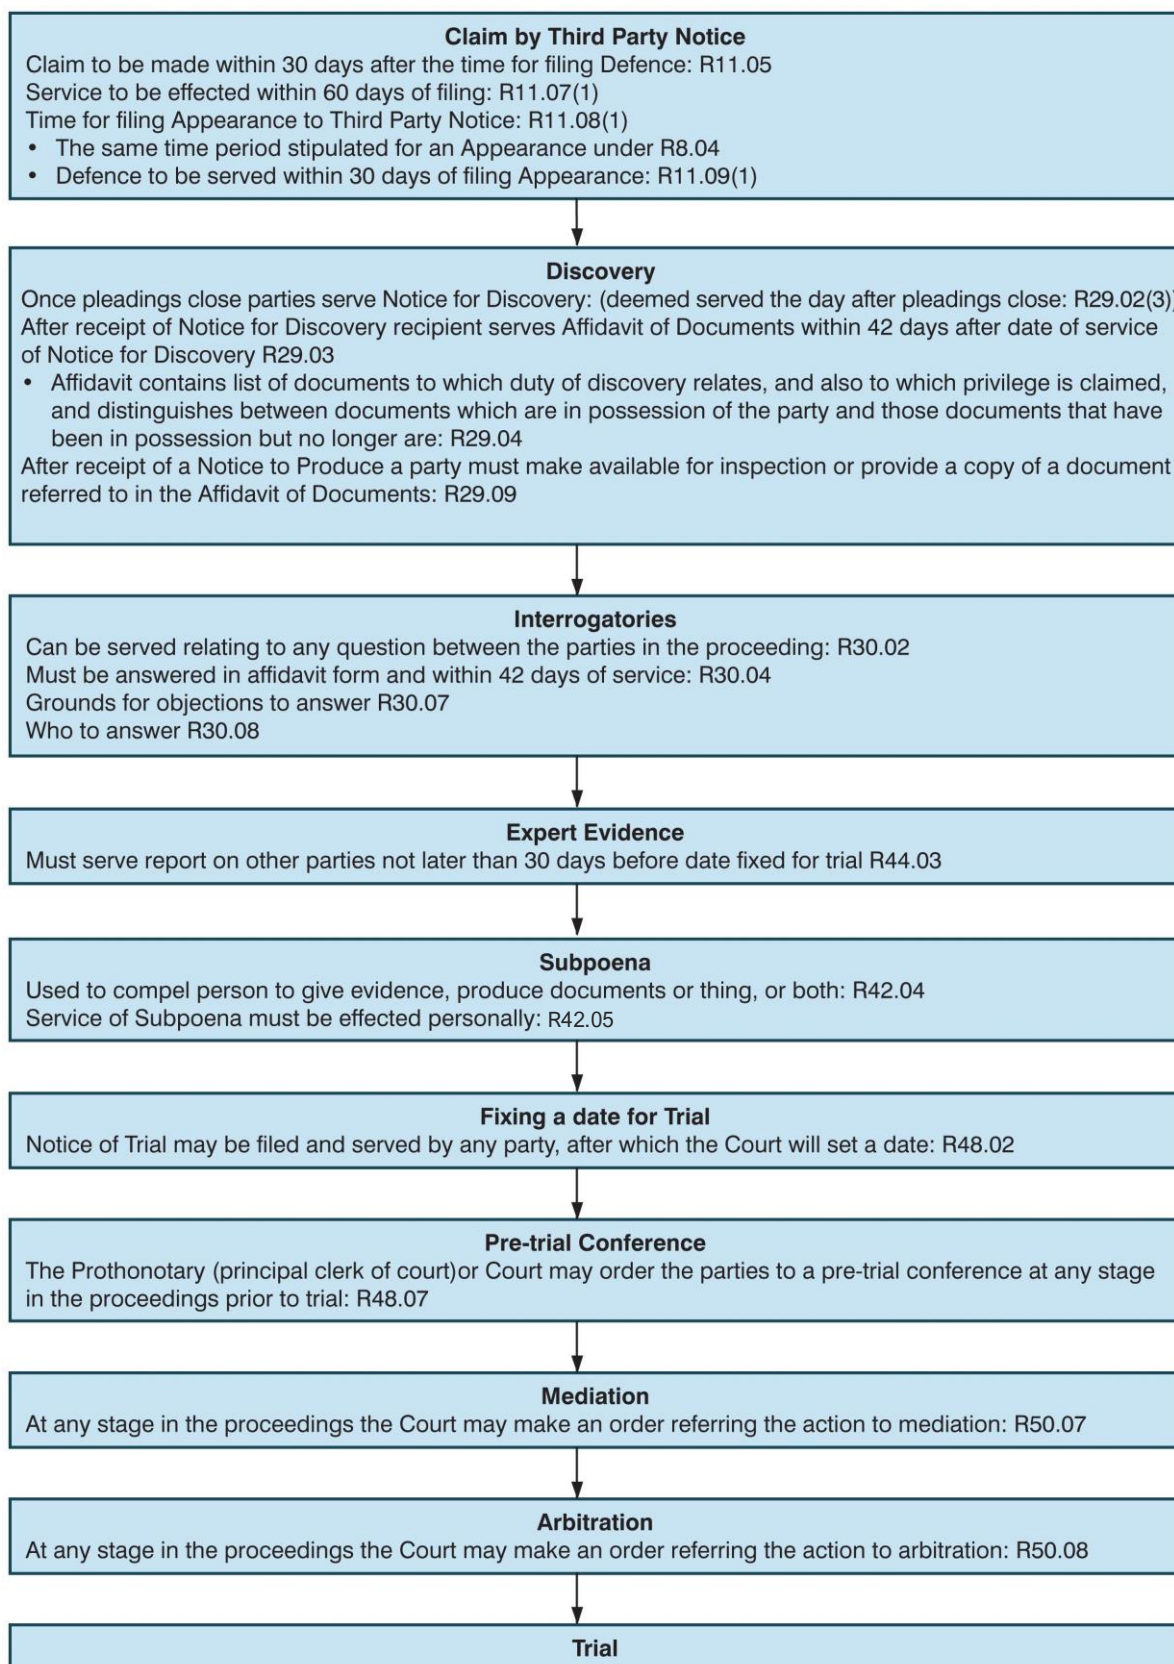 Claim by Third Party Notice
Claim to be made within 30 days after the time for filing Defence: R11.05
Service to be effected within 60 days of filing: R11.07(1)
Time for filing Appearance to Third Party Notice: R11.08(1)
• The same time period stipulated for an Appearance under R8.04
• Defence to be served within 30 days of filing Appearance: R11.09(1)
Discovery
Once pleadings close parties serve Notice for Discovery: (deemed served the day after pleadings close: R29.02(3))
After receipt of Notice for Discovery recipient serves Affidavit of Documents within 42 days after date of service
of Notice for Discovery R29.03
• Affidavit contains list of documents to which duty of discovery relates, and also to which privilege is claimed,
and distinguishes between documents which are in possession of the party and those documents that have
been in possession but no longer are: R29.04
After receipt of a Notice to Produce a party must make available for inspection or provide a copy of a document
referred to in the Affidavit of Documents: R29.09
Interrogatories
Can be served relating to any question between the parties in the proceeding: R30.02
Must be answered in affidavit form and within 42 days of service: R30.04
Grounds for objections to answer R30.07
Who to answer R30.08
Expert Evidence
Must serve report on other parties not later than 30 days before date fixed for trial R44.03
Subpoena
Used to compel person to give evidence, produce documents or thing, or both: R42.04
Service of Subpoena must be effected personally: R42.05
Fixing a date for Trial
Notice of Trial may be filed and served by any party, after which the Court will set a date: R48.02
Pre-trial Conference
The Prothonotary (principal clerk of court)or Court may order the parties to a pre-trial conference at any stage
in the proceedings prior to trial: R48.07
Mediation
At any stage in the proceedings the Court may make an order referring the action to mediation: R50.07
Arbitration
At any stage in the proceedings the Court may make an order referring the action to arbitration: R50.08
Trial